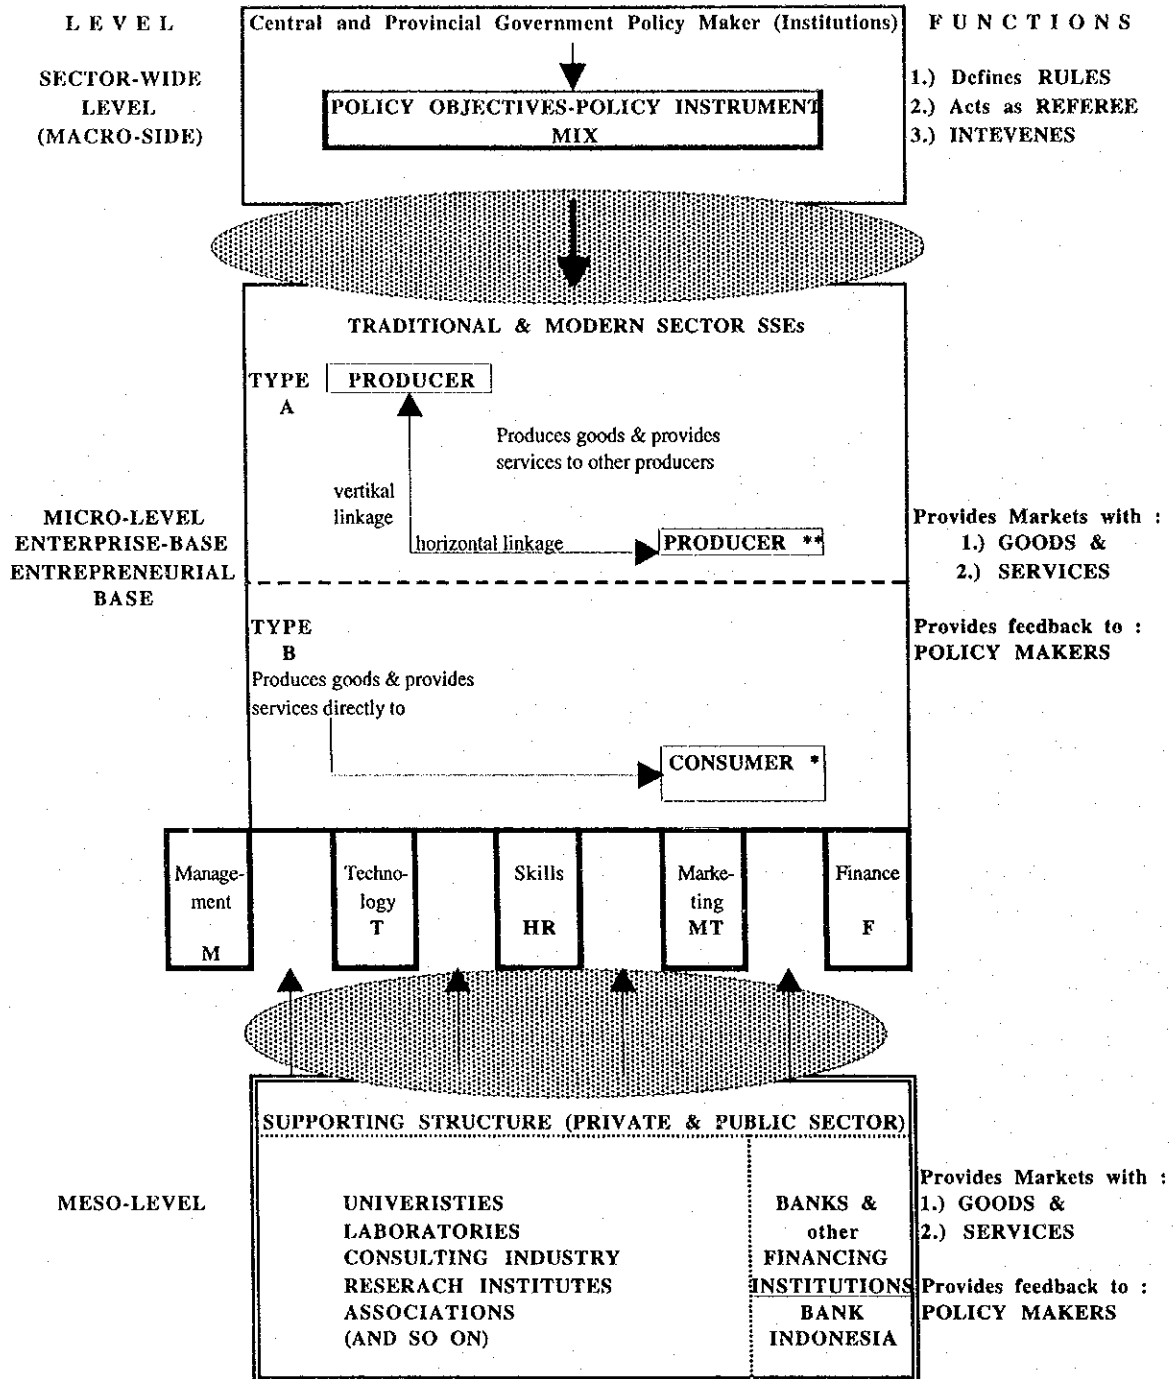 L E V E L
Central and Provincial Government Policy Maker (Institutions)
F U N C T I O N S
SECTOR-WIDE
LEVEL
(MACRO-SIDE)
POLICY OBJECTIVES-POLICY INSTRUMENT
MIX
1.) Defines RULES
2.) Acts as REFEREE
3.) INTEVENES
TRADITIONAL & MODERN SECTOR SSEs
TYPE
A
PRODUCER
Produces goods & provides
services to other producers
vertikal
linkage
horizontal linkage
PRODUCER **
MICRO-LEVEL
ENTERPRISE-BASE
ENTREPRENEURIAL
BASE
Provides Markets with :
1.) GOODS &
2.) SERVICES
TYPE
B
Produces goods & provides
services directly to
CONSUMER *
Provides feedback to :
POLICY MAKERS
Manage-
ment
M
Techno-
logy
T
Skills
HR
Marke-
ting
MT
Finance
F
SUPPORTING STRUCTURE (PRIVATE & PUBLIC SECTOR)
MESO-LEVEL
UNIVERISTIES
LABORATORIES
CONSULTING INDUSTRY
RESERACH INSTITUTES
ASSOCIATIONS
(AND SO ON)
BANKS &
other
FINANCING
INSTITUTIONS
BANK
INDONESIA
Provides Markets with :
1.) GOODS &
2.) SERVICES
Provides feedback to :
POLICY MAKERS